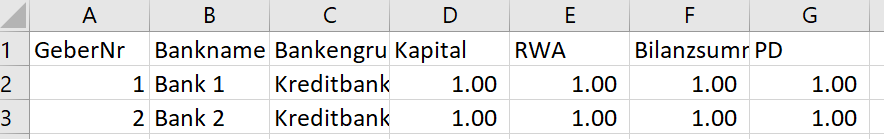 A B C D E F G
1 GeberNr Bankname Bankengru Kapital RWA Bilanzsumr PD
2 1 Bank 1 Kreditbank 1.00 1.00 1.00 1.00
3 2 Bank 2 Kreditbank 1.00 1.00 1.00 1.00